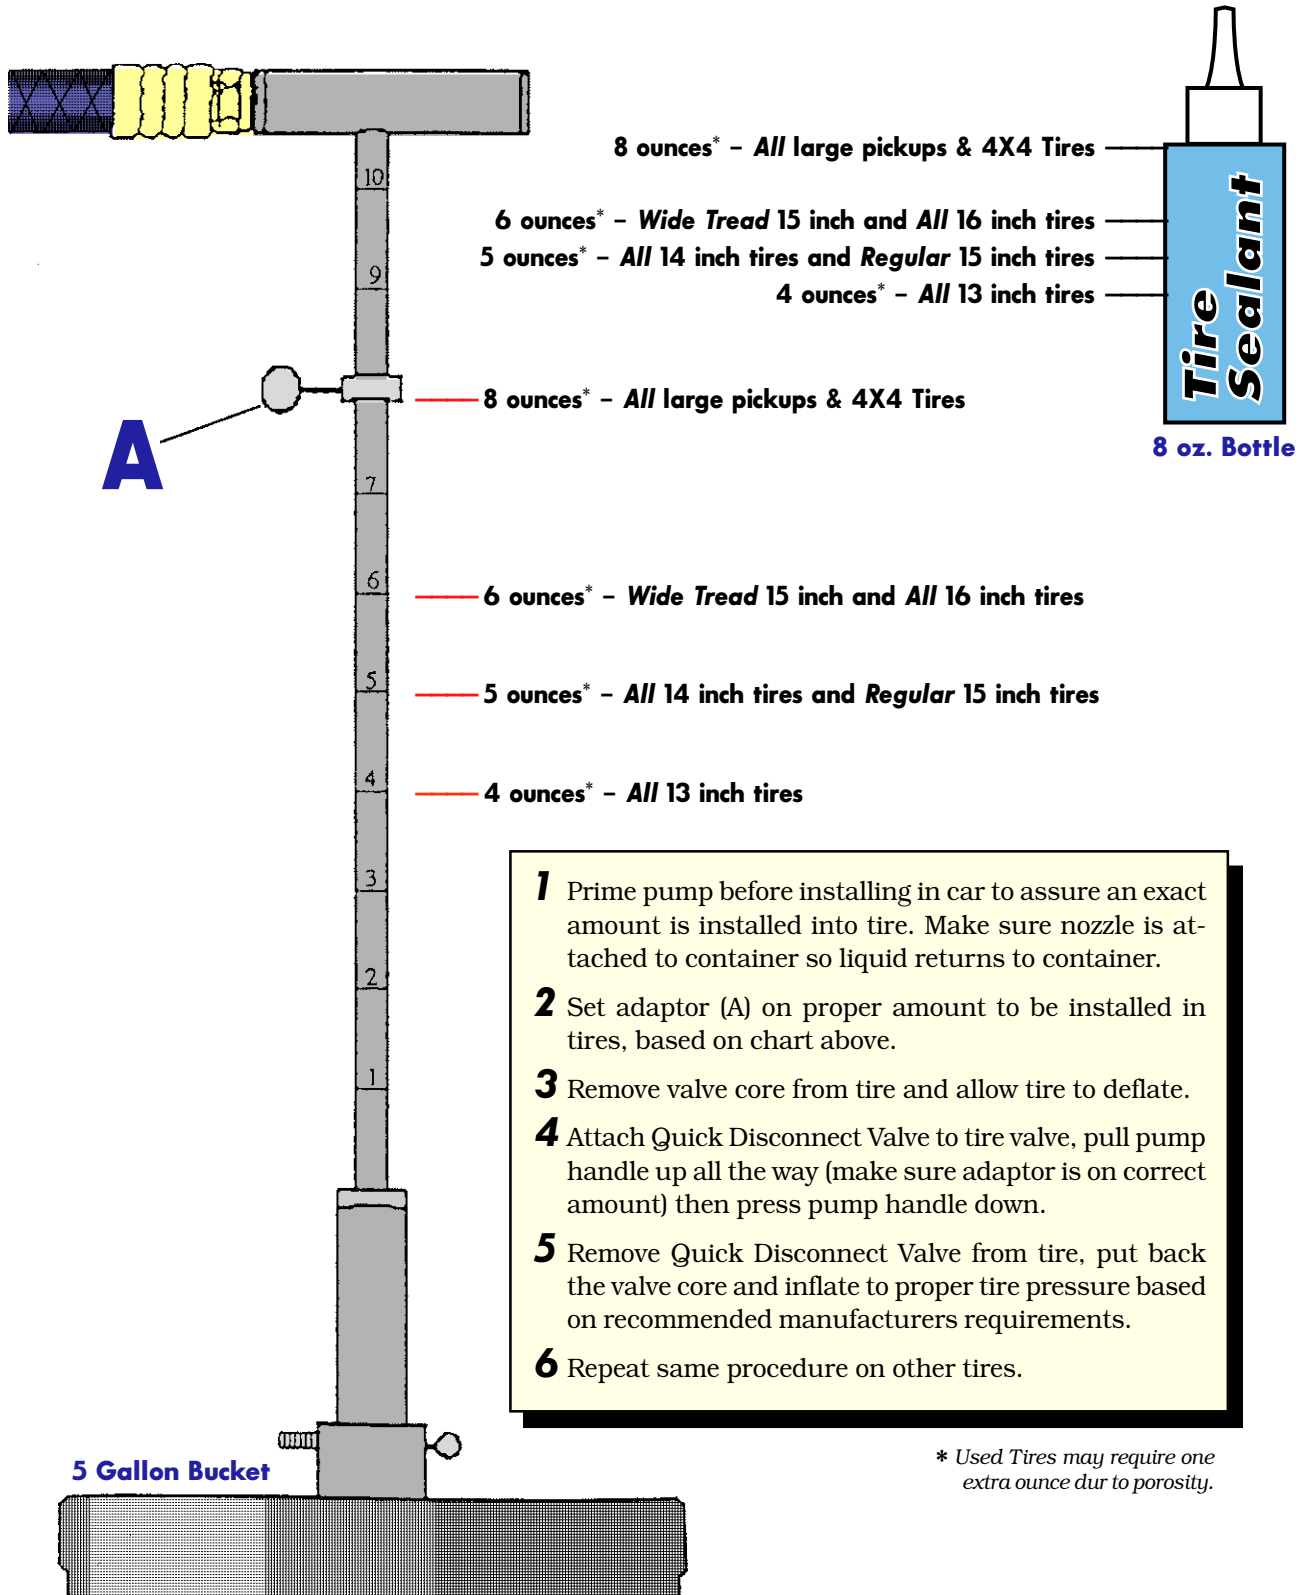 8 ounces* – All large pickups & 4X4 Tires
6 ounces* – Wide Tread 15 inch and All 16 inch tires
5 ounces* – All 14 inch tires and Regular 15 inch tires
4 ounces* – All 13 inch tires
Tire
Sealant
8 oz. Bottle
10
9
A
8 ounces* – All large pickups & 4X4 Tires
7
6
6 ounces* – Wide Tread 15 inch and All 16 inch tires
5
5 ounces* – All 14 inch tires and Regular 15 inch tires
4
4 ounces* – All 13 inch tires
3
2
1
1 Prime pump before installing in car to assure an exact
amount is installed into tire. Make sure nozzle is at-
tached to container so liquid returns to container.
2 Set adaptor (A) on proper amount to be installed in
tires, based on chart above.
3 Remove valve core from tire and allow tire to deflate.
4 Attach Quick Disconnect Valve to tire valve, pull pump
handle up all the way (make sure adaptor is on correct
amount) then press pump handle down.
5 Remove Quick Disconnect Valve from tire, put back
the valve core and inflate to proper tire pressure based
on recommended manufacturers requirements.
6 Repeat same procedure on other tires.
* Used Tires may require one
extra ounce dur to porosity.
5 Gallon Bucket